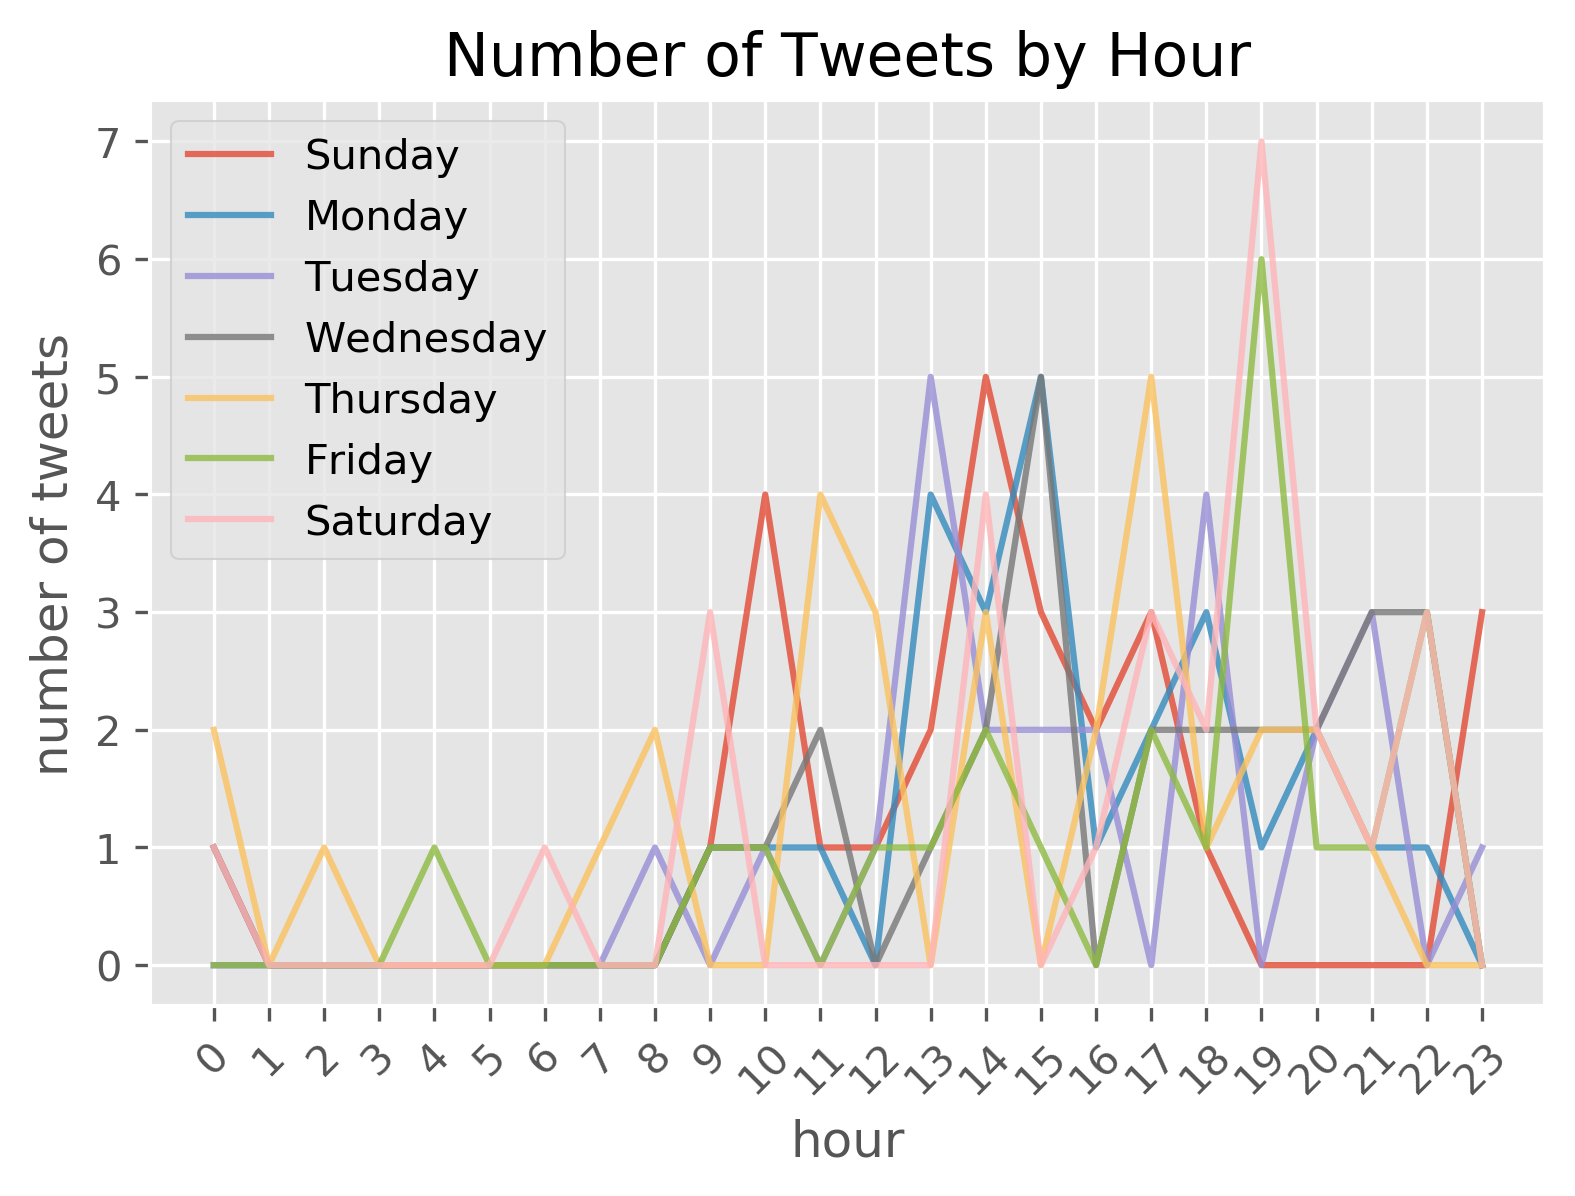 Number of Tweets by Hour
7
6
5
4
3
2
1
0
number of tweets
Sunday
Monday
Tuesday
Wednesday
Thursday
Friday
Saturday
0 1 2 3 4 5 6 7 8 9 10 11 12 13 14 15 16 17 18 19 20 21 22 23
hour